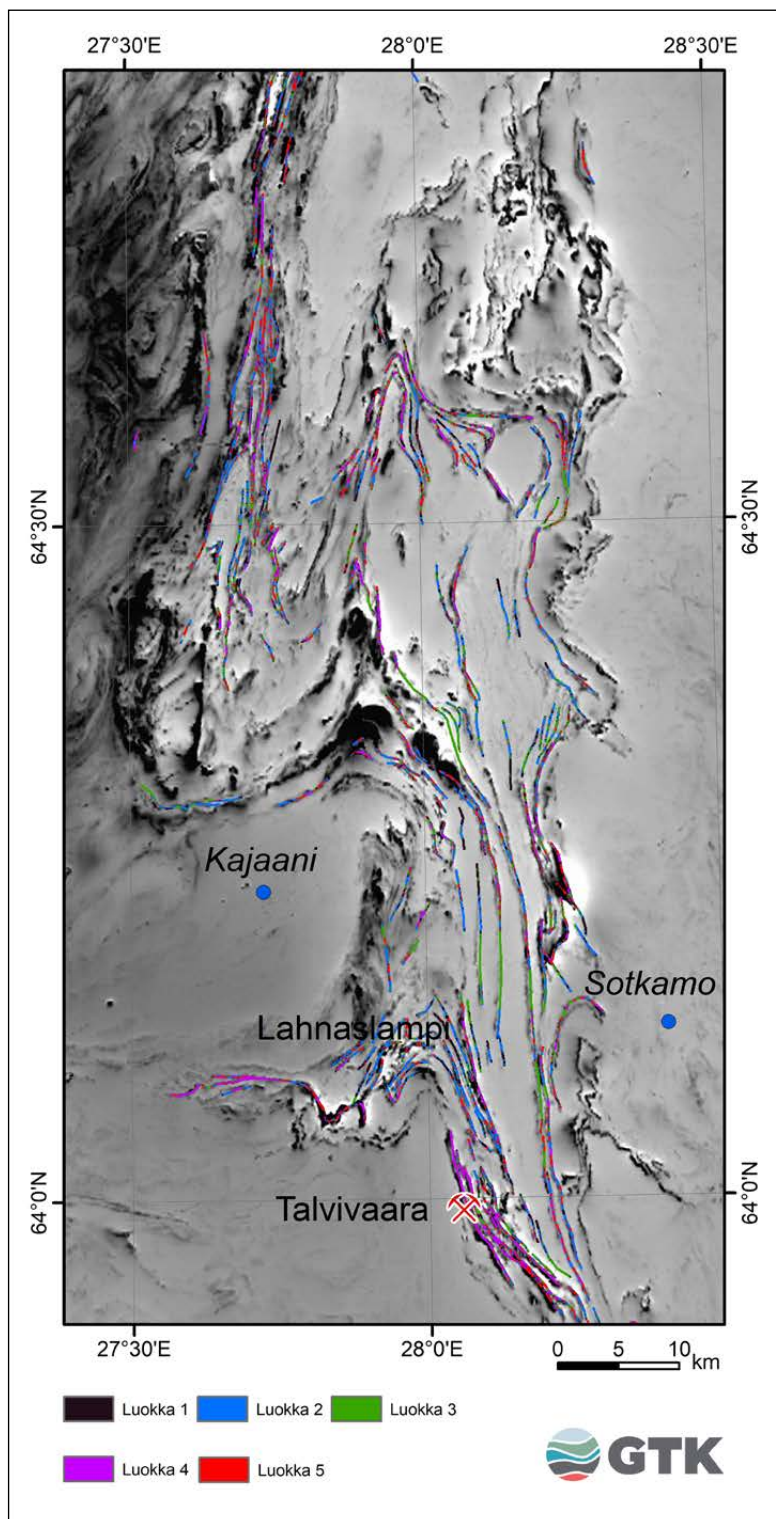 27°30'E 28°0'E 28°30'E
64°30'N 64°30'N
Kajaani
Sotkamo
Lahnaslampi
64°0'N 64°0'N
Talvivaara
27°30'E 28°0'E
0 5 10
km
Luokka 1 Luokka 2 Luokka 3
Luokka 4 Luokka 5
GTK